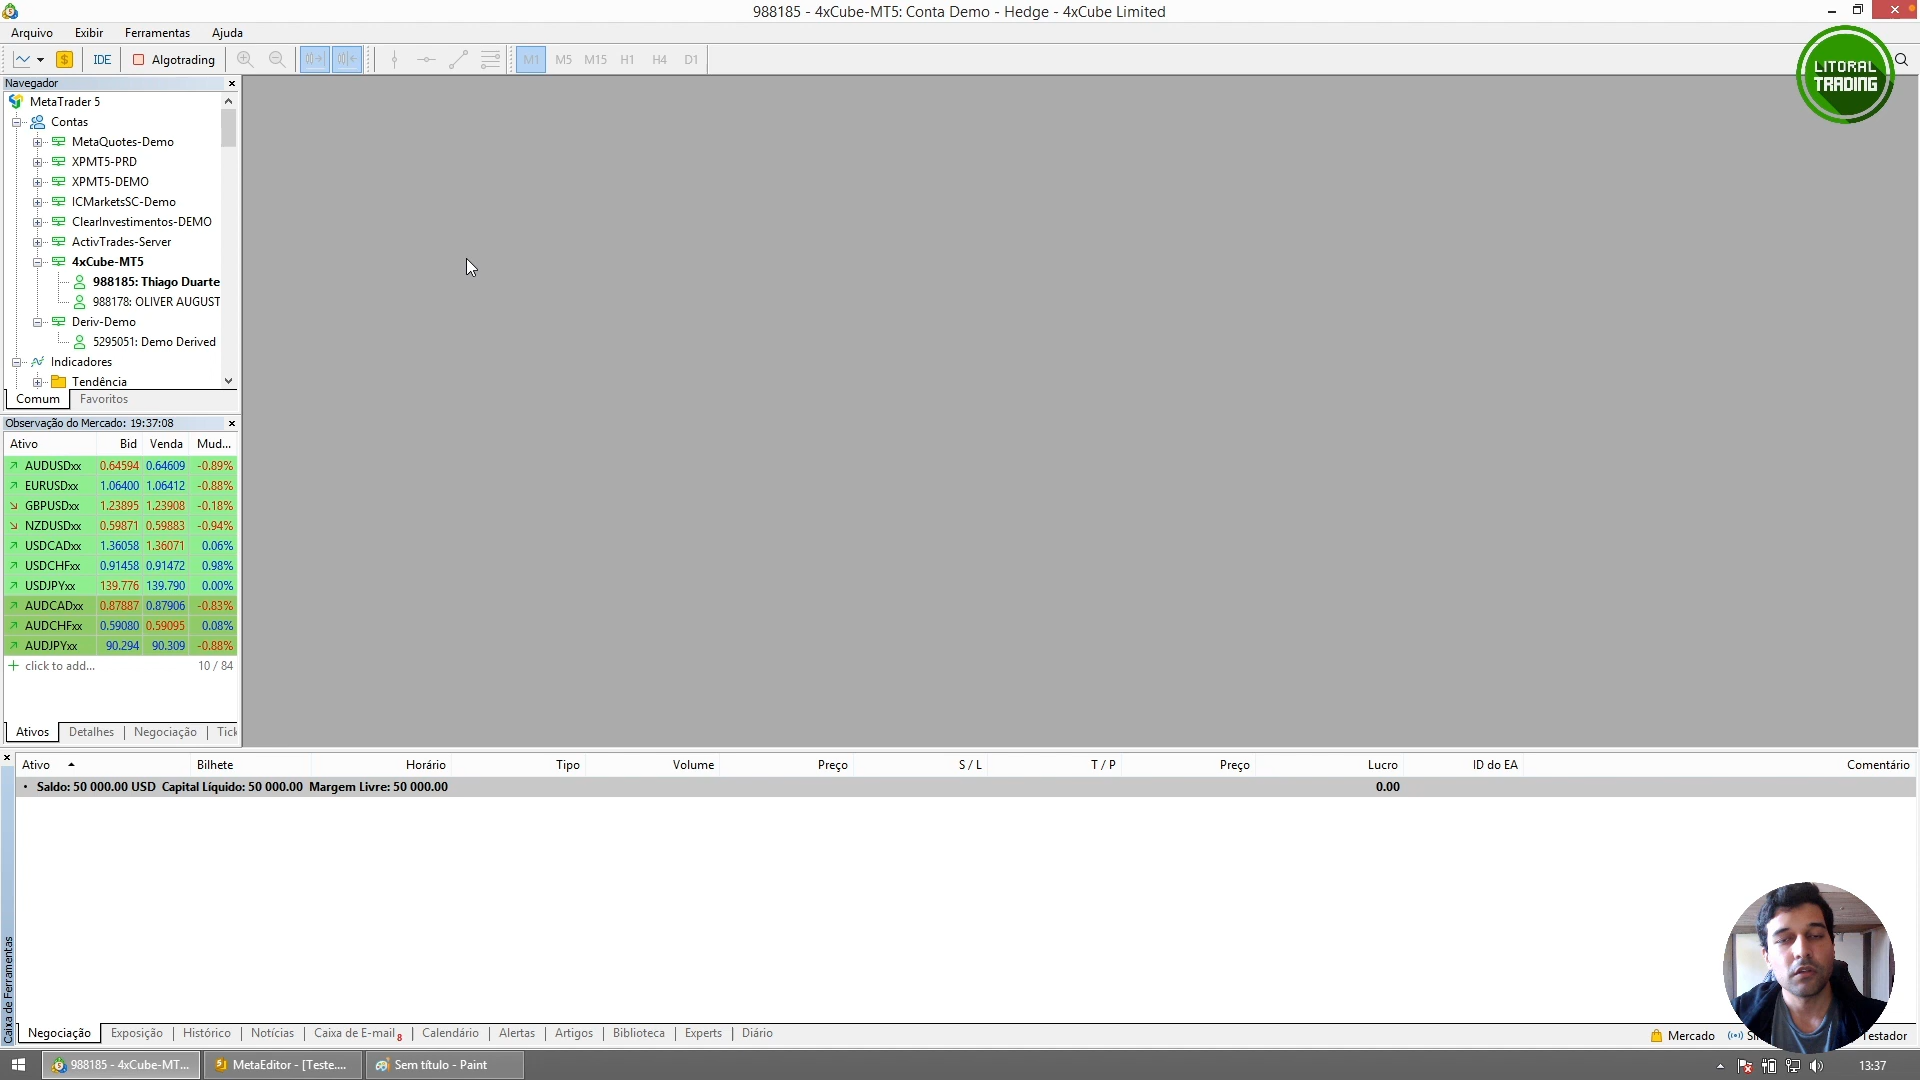 988185 - 4xCube-MT5: Conta Demo - Hedge - 4xCube Limited
Arquivo Exibir Ferramentas Ajuda
IDE Algotrading M1 M5 M15 H1 H4 D1
LITORAL
TRADING
Navegador
MetaTrader 5
Contas
MetaQuotes-Demo
XPMT5-PRD
XPMT5-DEMO
ICMarketsSC-Demo
ClearInvestimentos-DEMO
ActivTrades-Server
4xCube-MT5
988185: Thiago Duarte
988178: OLIVER AUGUST
Deriv-Demo
5295051: Demo Derived
Indicadores
Tendência
Comum Favoritos
Observação do Mercado: 19:37:08
Ativo Bid Venda Mud...
AUDUSDxx 0.64594 0.64609 -0.89%
EURUSDxx 1.06400 1.06412 -0.88%
GBPUSDxx 1.23895 1.23908 -0.18%
NZDUSDxx 0.59871 0.59883 -0.94%
USDCADxx 1.36058 1.36071 0.06%
USDCHFxx 0.91458 0.91472 0.98%
USDJPYxx 139.776 139.790 0.00%
AUDCADxx 0.87887 0.87906 -0.83%
AUDCHFxx 0.59080 0.59095 0.08%
AUDJPYxx 90.294 90.309 -0.88%
click to add... 10 / 84
Ativos Detalhes Negociação Tick
Ativo Bilhete Horário Tipo Volume Preço S / L T / P Preço Lucro ID do EA Comentário
Saldo: 50 000.00 USD Capital Líquido: 50 000.00 Margem Livre: 50 000.00 0.00
Caixa de Ferramentas
Negociação Exposição Histórico Notícias Caixa de E-mail 8 Calendário Alertas Artigos Biblioteca Experts Diário
Mercado
988185 - 4xCube-MT... MetaEditor - [Teste.... Sem título - Paint 13:37